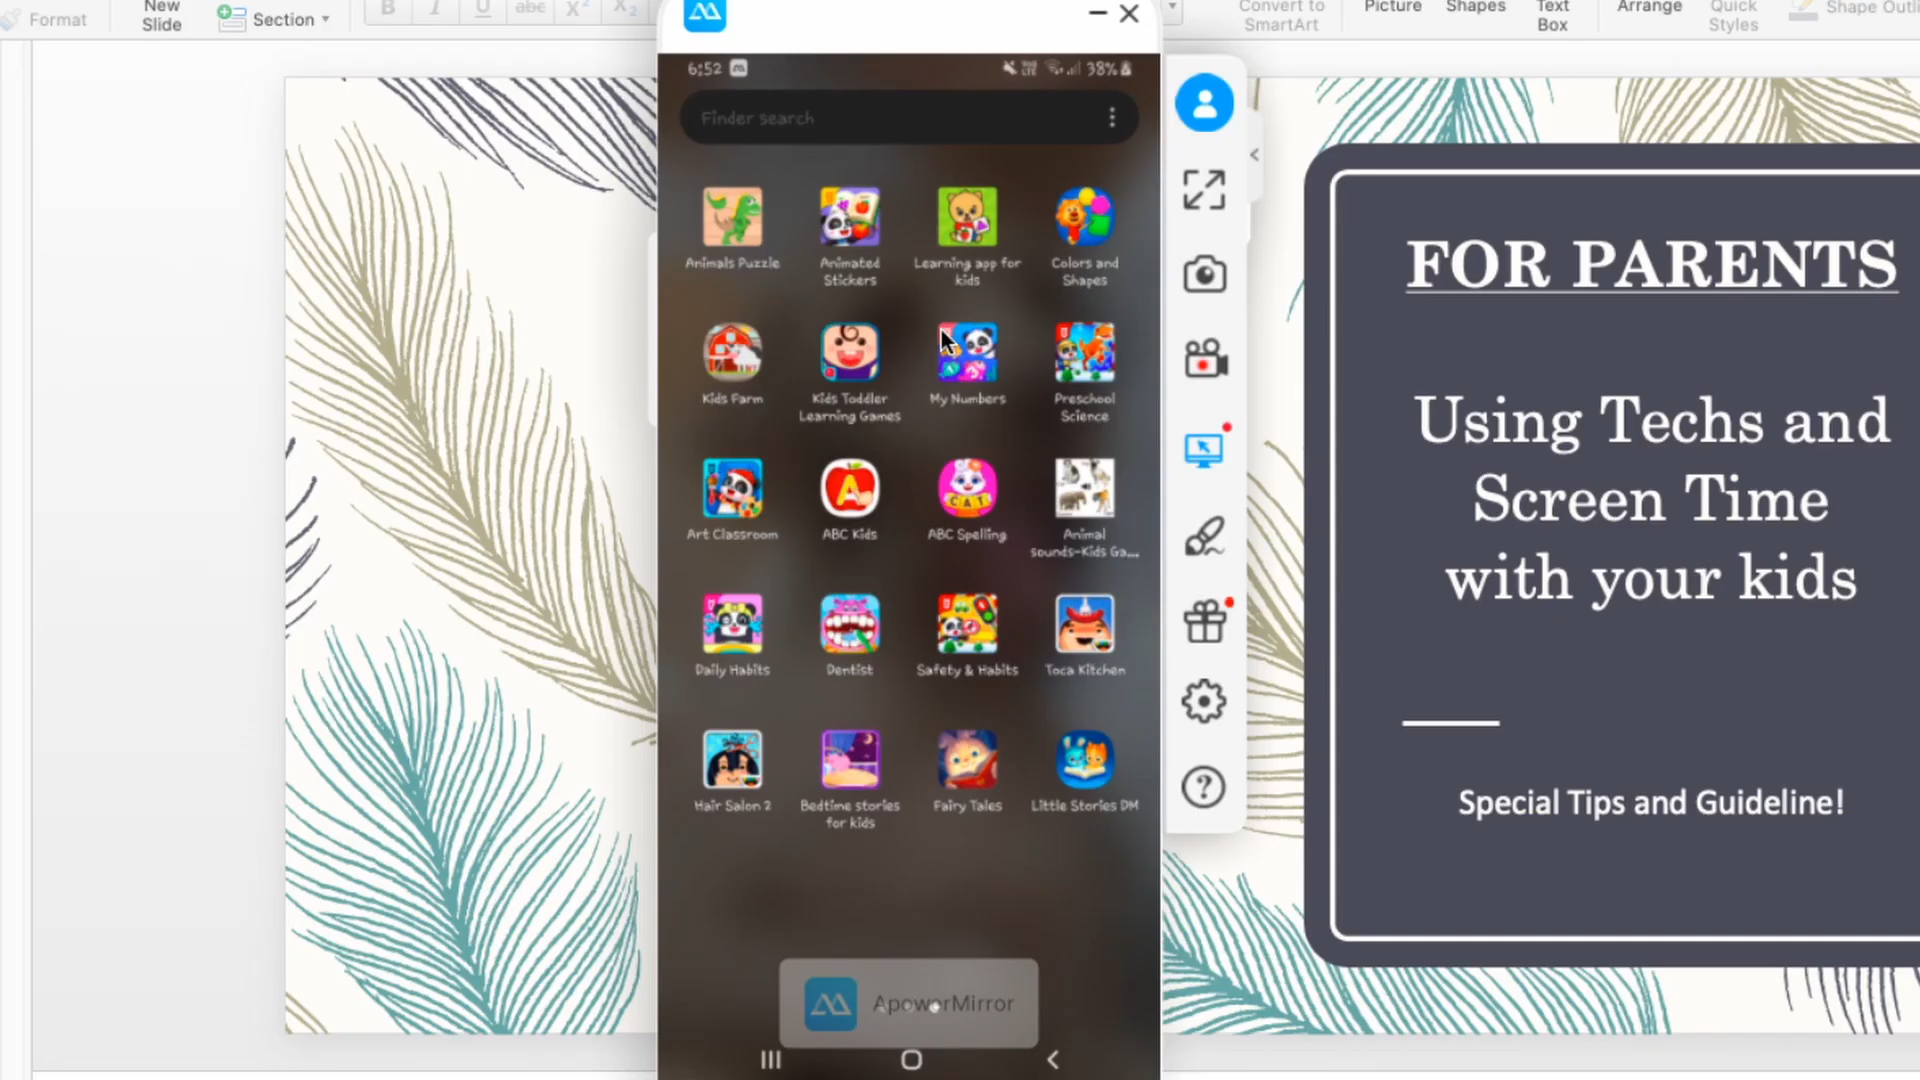 Format
New
Slide
Section
B I U abc X² X₂
Convert to
SmartArt
Picture
Shapes
Text
Box
Arrange
Quick
Styles
Shape Outli
6:52
38%
Finder search
Animals Puzzle
Animated
Stickers
Learning app for
kids
Colors and
Shapes
Kids Farm
Kids Toddler
Learning Games
My Numbers
Preschool
Science
Art Classroom
ABC Kids
ABC Spelling
Animal
sounds-Kids Ga...
Daily Habits
Dentist
Safety & Habits
Toca Kitchen
Hair Salon 2
Bedtime stories
for kids
Fairy Tales
Little Stories DM
ApowerMirror
FOR PARENTS
Using Techs and
Screen Time
with your kids
Special Tips and Guideline!